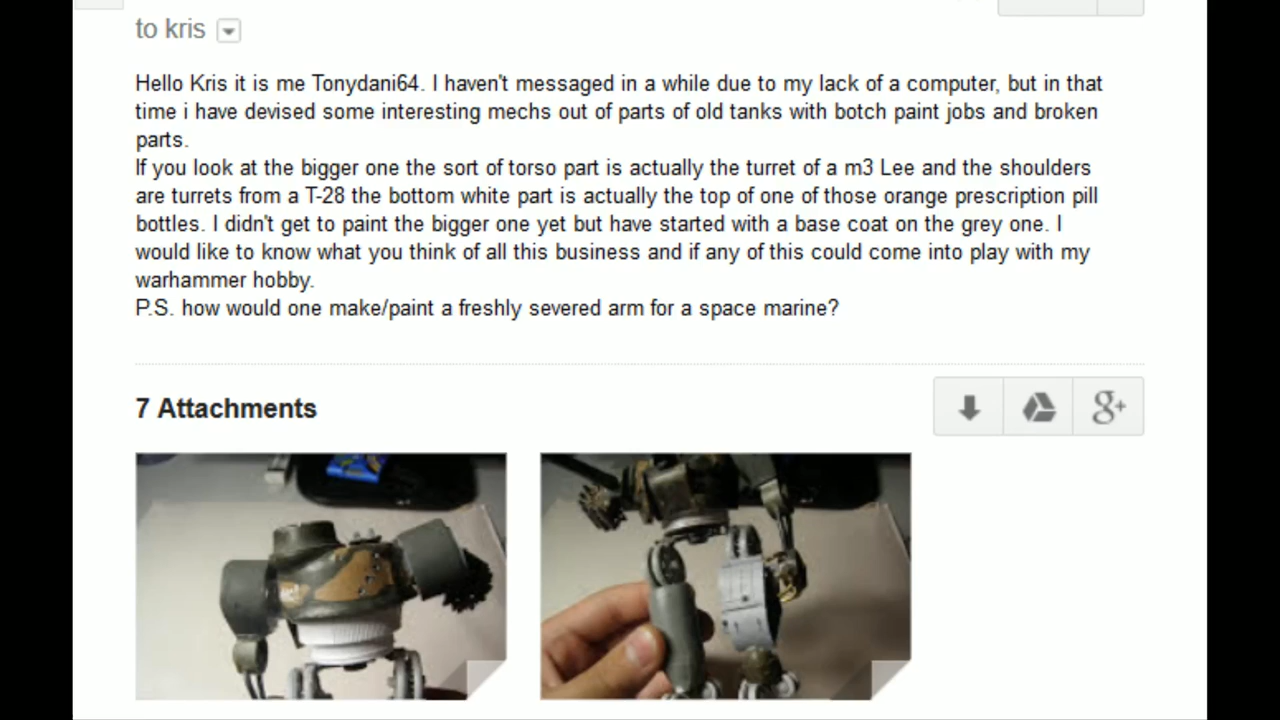 to kris
Hello Kris it is me Tonydani64. I haven't messaged in a while due to my lack of a computer, but in that
time i have devised some interesting mechs out of parts of old tanks with botch paint jobs and broken
parts.
If you look at the bigger one the sort of torso part is actually the turret of a m3 Lee and the shoulders
are turrets from a T-28 the bottom white part is actually the top of one of those orange prescription pill
bottles. I didn't get to paint the bigger one yet but have started with a base coat on the grey one. I
would like to know what you think of all this business and if any of this could come into play with my
warhammer hobby.
P.S. how would one make/paint a freshly severed arm for a space marine?
7 Attachments
g+